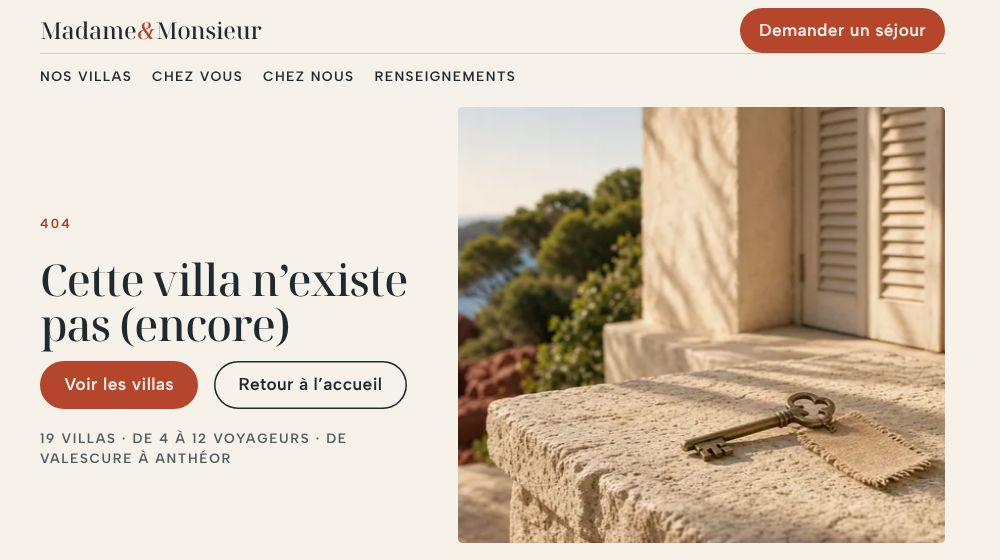 Madame&Monsieur
Demander un séjour
NOS VILLAS CHEZ VOUS CHEZ NOUS RENSEIGNEMENTS
404
Cette villa n’existe
pas (encore)
Voir les villas
Retour à l’accueil
19 VILLAS · DE 4 À 12 VOYAGEURS · DE
VALESCURE À ANTHÉOR